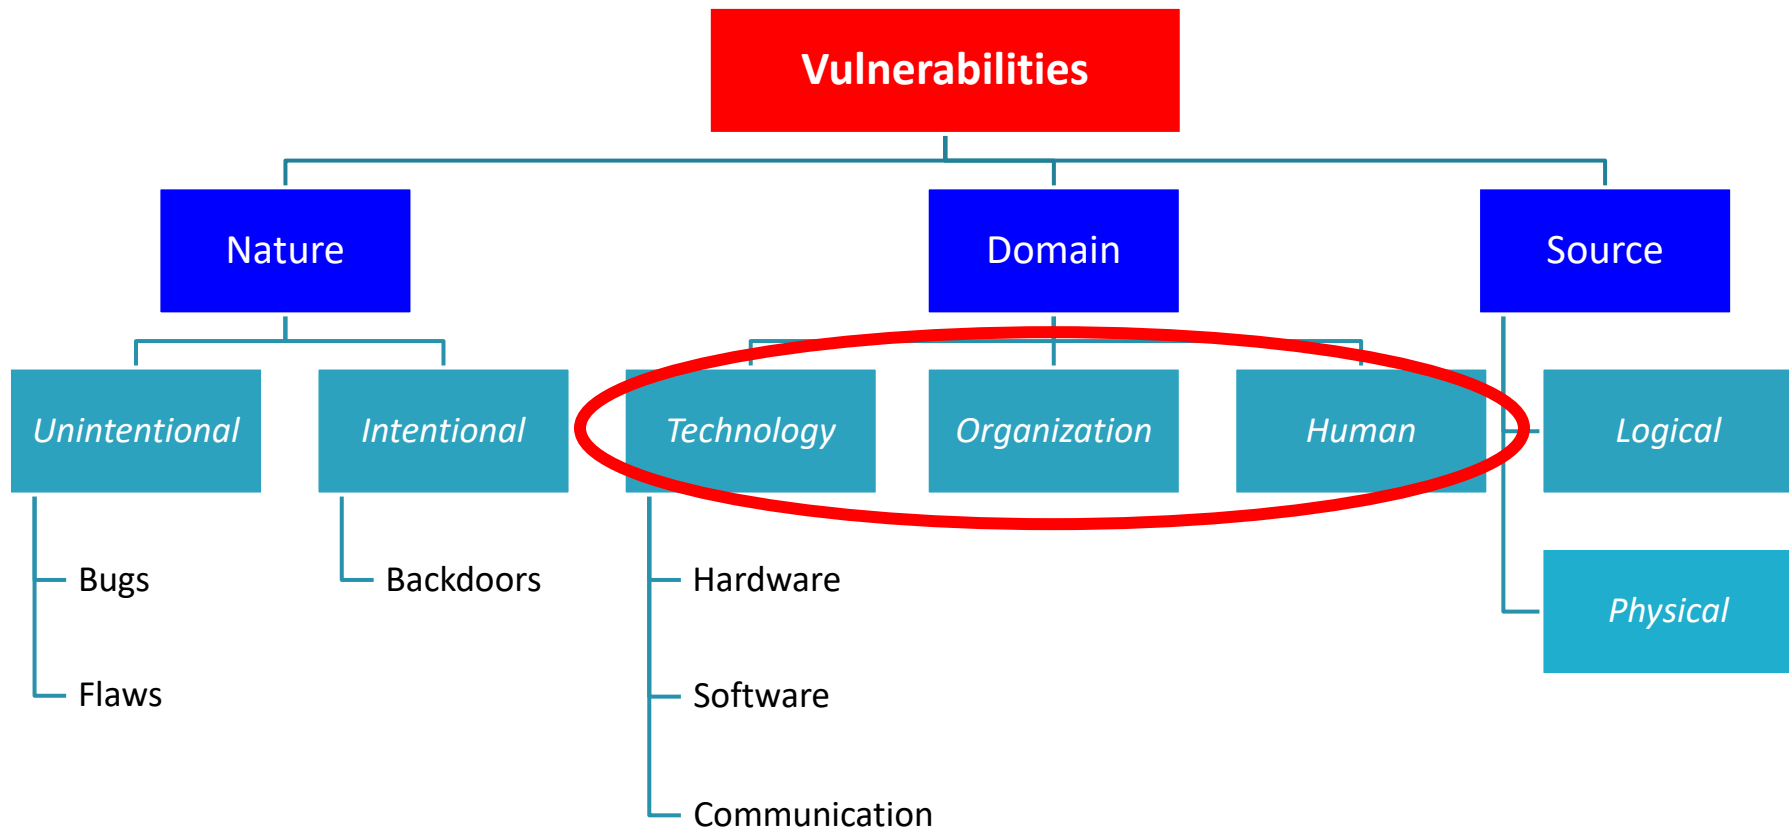 Vulnerabilities
Nature
Domain
Source
Unintentional
Intentional
Technology
Organization
Human
Logical
Bugs
Backdoors
Hardware
Physical
Flaws
Software
Communication